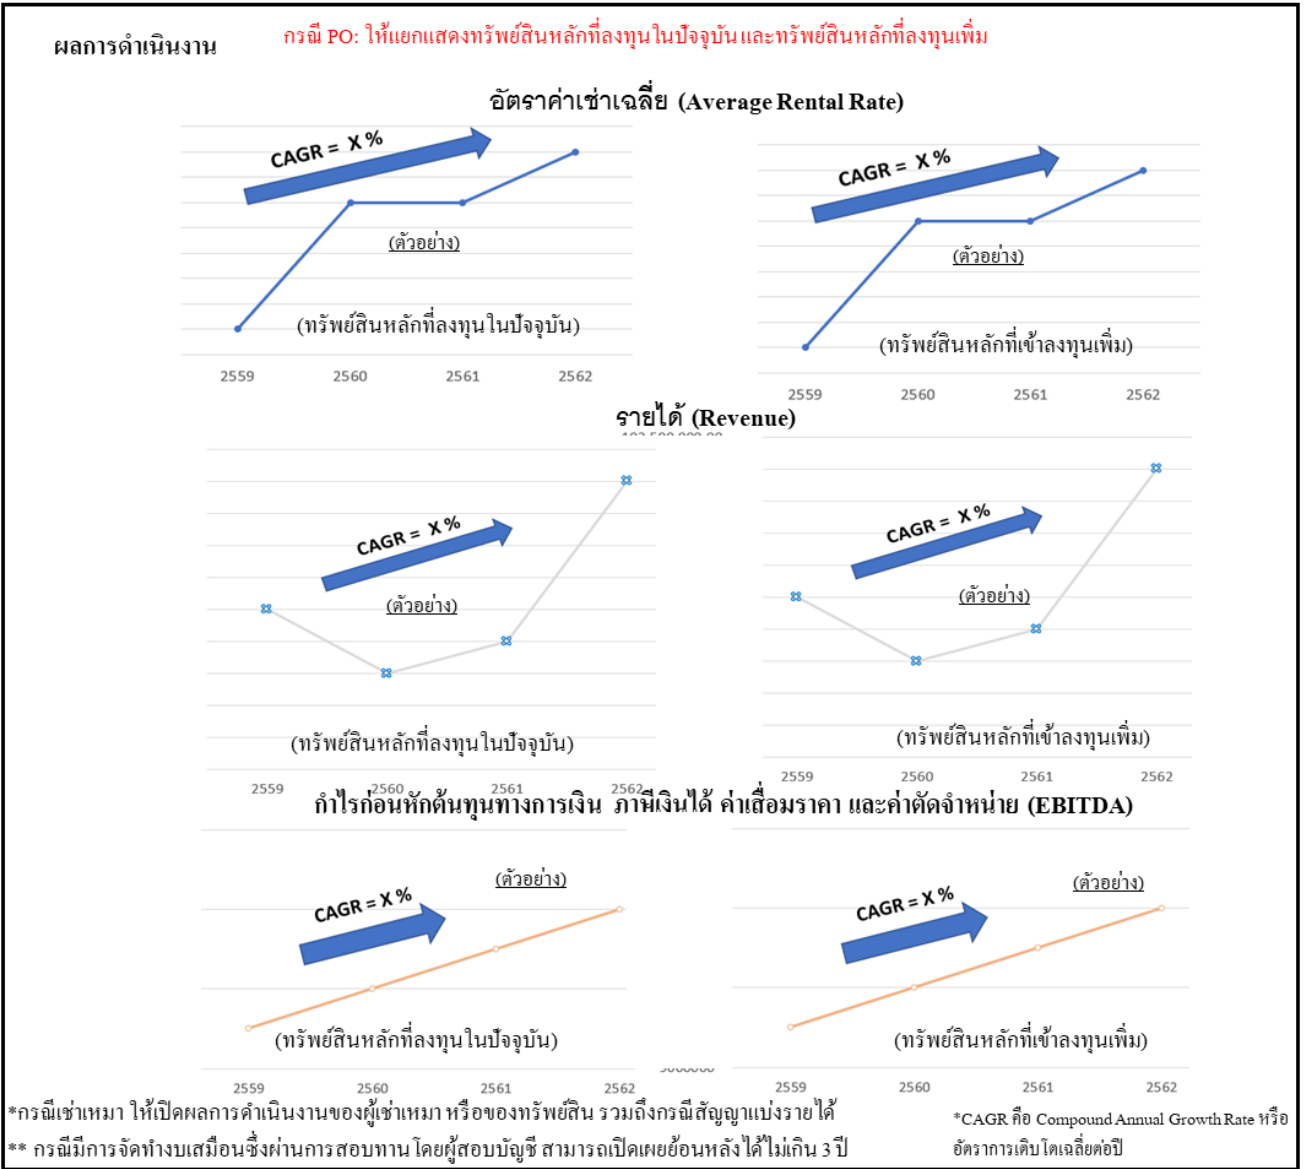 ผลการดำเนินงาน
กรณี PO: ให้แยกแสดงทรัพย์สินหลักที่ลงทุนในปัจจุบันและทรัพย์สินหลักที่ลงทุนเพิ่ม
อัตราค่าเช่าเฉลี่ย (Average Rental Rate)
CAGR = X %
(ตัวอย่าง)
(ทรัพย์สินหลักที่ลงทุนในปัจจุบัน)
2559 2560 2561 2562
CAGR = X %
(ตัวอย่าง)
(ทรัพย์สินหลักที่เข้าลงทุนเพิ่ม)
2559 2560 2561 2562
รายได้ (Revenue)
CAGR = X %
(ตัวอย่าง)
(ทรัพย์สินหลักที่ลงทุนในปัจจุบัน)
2559 2560 2561 2562
CAGR = X %
(ตัวอย่าง)
(ทรัพย์สินหลักที่เข้าลงทุนเพิ่ม)
2559 2560 2561 2562
กำไรก่อนหักต้นทุนทางการเงิน ภาษีเงินได้ ค่าเสื่อมราคา และค่าตัดจำหน่าย (EBITDA)
CAGR = X %
(ตัวอย่าง)
(ทรัพย์สินหลักที่ลงทุนในปัจจุบัน)
2559 2560 2561 2562
CAGR = X %
(ตัวอย่าง)
(ทรัพย์สินหลักที่เข้าลงทุนเพิ่ม)
2559 2560 2561 2562
*กรณีเช่าเหมา ให้เปิดผลการดำเนินงานของผู้เช่าเหมา หรือของทรัพย์สิน รวมถึงกรณีสัญญาแบ่งรายได้
** กรณีมีการจัดทำงบเสมือนซึ่งผ่านการสอบทานโดยผู้สอบบัญชี สามารถเปิดเผยย้อนหลังได้ไม่เกิน 3 ปี
*CAGR คือ Compound Annual Growth Rate หรือ
อัตราการเติบโตเฉลี่ยต่อปี